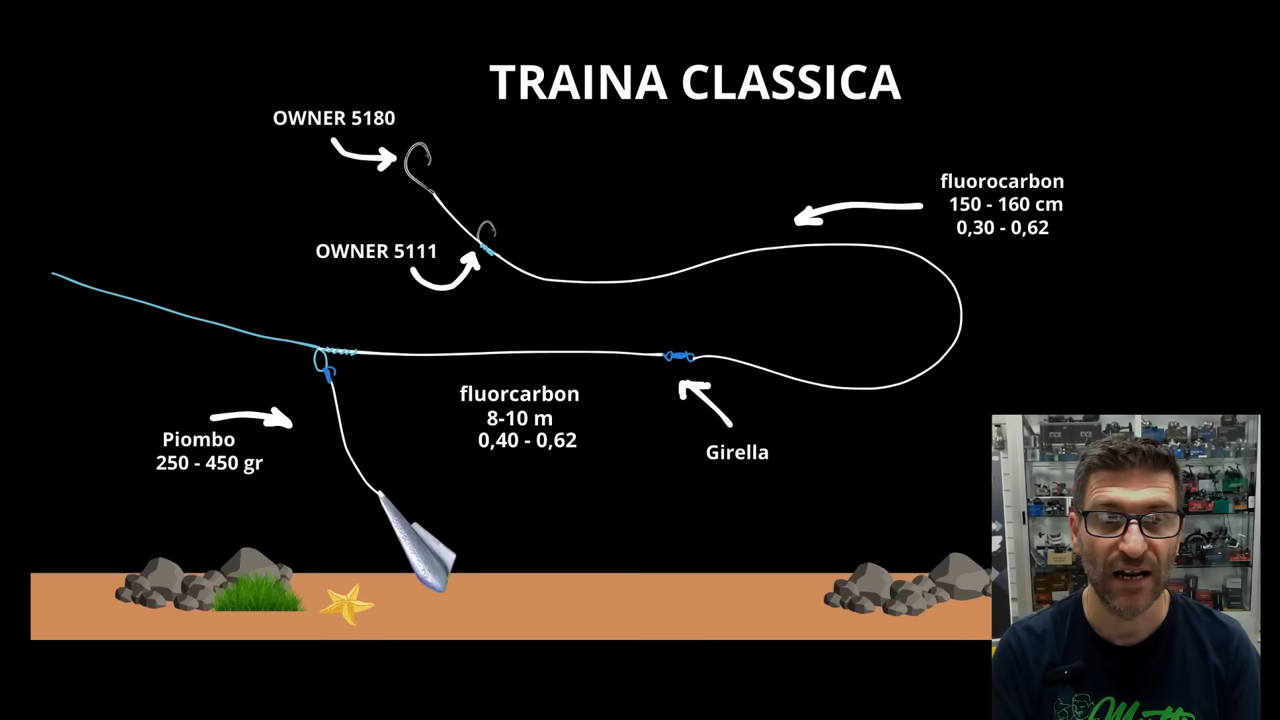 TRAINA CLASSICA
OWNER 5180
fluorocarbon
150 - 160 cm
0,30 - 0,62
OWNER 5111
fluorcarbon
8-10 m
0,40 - 0,62
Piombo
250 - 450 gr
Girella